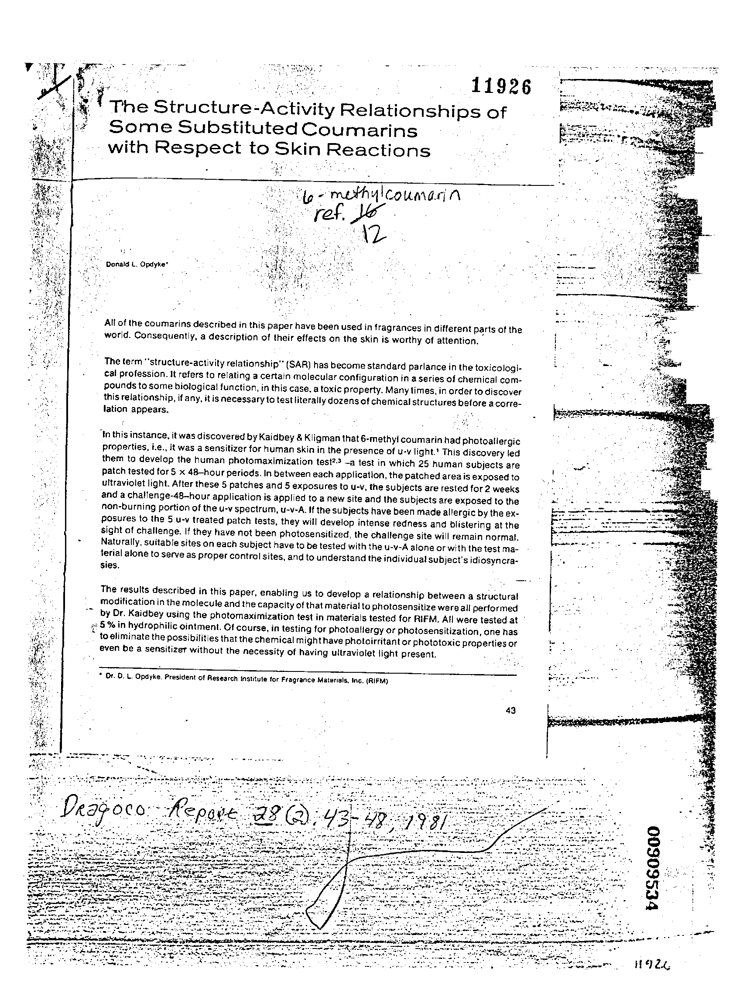 11926
The Structure-Activity Relationships of
Some Substituted Coumarins
with Respect to Skin Reactions
6-methylcoumarin
ref. 16
12
Donald L. Opdyke*
All of the coumarins described in this paper have been used in fragrances in different parts of the
world. Consequently, a description of their effects on the skin is worthy of attention.
The term "structure-activity relationship" (SAR) has become standard parlance in the toxicologi-
cal profession. It refers to relating a certain molecular configuration in a series of chemical com-
pounds to some biological function, in this case, a toxic property. Many times, in order to discover
this relationship, if any, it is necessary to test literally dozens of chemical structures before a corre-
lation appears.
In this instance, it was discovered by Kaidbey & Kligman that 6-methyl coumarin had photoallergic
properties, i.e., it was a sensitizer for human skin in the presence of u-v light.¹ This discovery led
them to develop the human photomaximization test²,³ –a test in which 25 human subjects are
patch tested for 5 × 48–hour periods. In between each application, the patched area is exposed to
ultraviolet light. After these 5 patches and 5 exposures to u-v, the subjects are rested for 2 weeks
and a challenge-48–hour application is applied to a new site and the subjects are exposed to the
non-burning portion of the u-v spectrum, u-v-A. If the subjects have been made allergic by the ex-
posures to the 5 u-v treated patch tests, they will develop intense redness and blistering at the
sight of challenge. If they have not been photosensitized, the challenge site will remain normal.
Naturally, suitable sites on each subject have to be tested with the u-v-A alone or with the test ma-
terial alone to serve as proper control sites, and to understand the individual subject's idiosyncra-
sies.
The results described in this paper, enabling us to develop a relationship between a structural
modification in the molecule and the capacity of that material to photosensitize were all performed
by Dr. Kaidbey using the photomaximization test in materials tested for RIFM. All were tested at
5 % in hydrophilic ointment. Of course, in testing for photoallergy or photosensitization, one has
to eliminate the possibilities that the chemical might have photoirritant or phototoxic properties or
even be a sensitizer without the necessity of having ultraviolet light present.
* Dr. D. L. Opdyke, President of Research Institute for Fragrance Materials, Inc. (RIFM)
43
Dragoco Report 28(2):43-48, 1981
00909534
11926